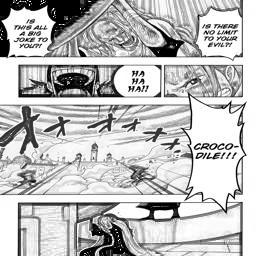 IS THERE
NO LIMIT
TO YOUR
EVIL?!
IS THIS
ALL A
BIG
JOKE TO
YOU?!
HA
HA
HA!!
CROCO-
DILE!!!